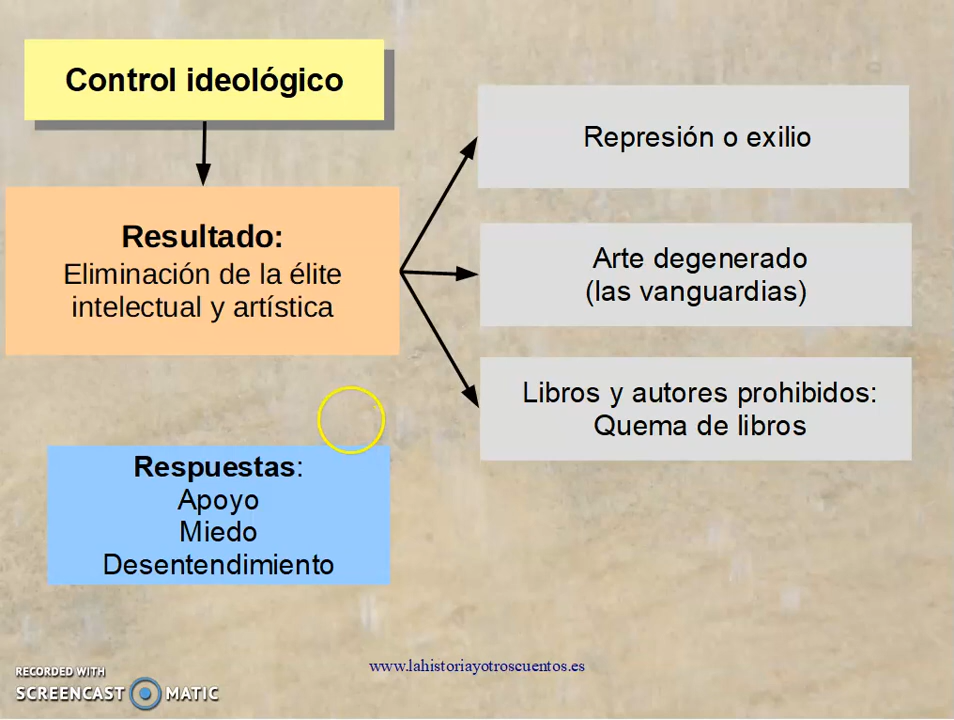 Control ideológico
Resultado:
Eliminación de la élite
intelectual y artística
Represión o exilio
Arte degenerado
(las vanguardias)
Libros y autores prohibidos:
Quema de libros
Respuestas:
Apoyo
Miedo
Desentendimiento
www.lahistoriayotroscuentos.es
RECORDED WITH
SCREENCAST MATIC